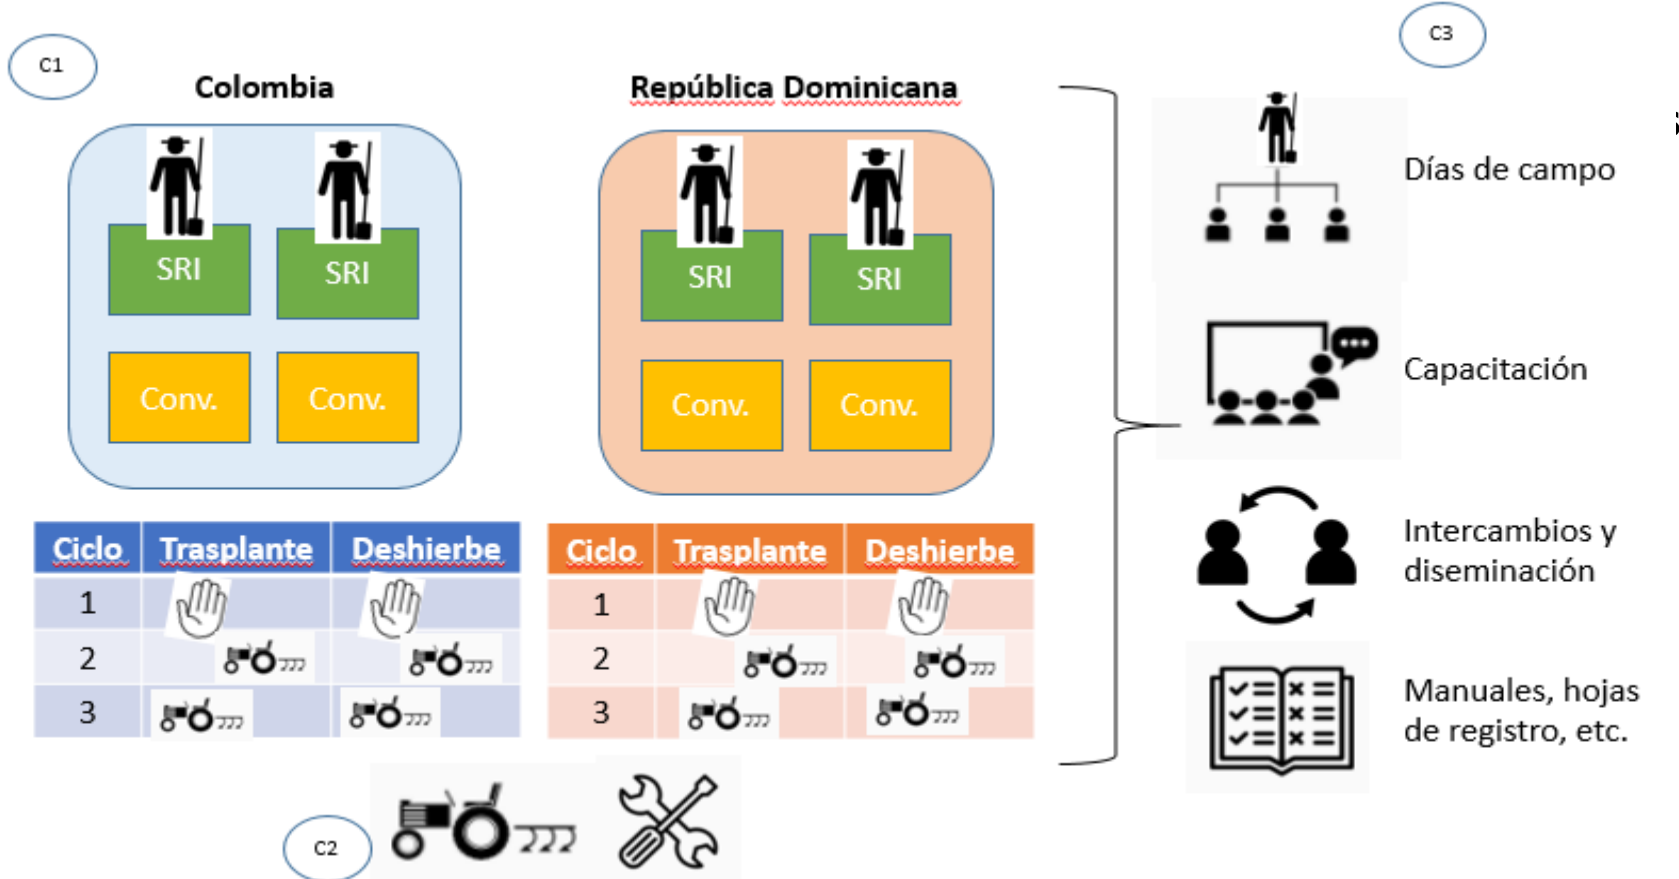 C1
Colombia
República Dominicana
C3
SRI
SRI
SRI
SRI
Conv.
Conv.
Conv.
Conv.
Ciclo Trasplante Deshierbe
1
2
3
Ciclo Trasplante Deshierbe
1
2
3
C2
Días de campo
Capacitación
Intercambios y
diseminación
Manuales, hojas
de registro, etc.